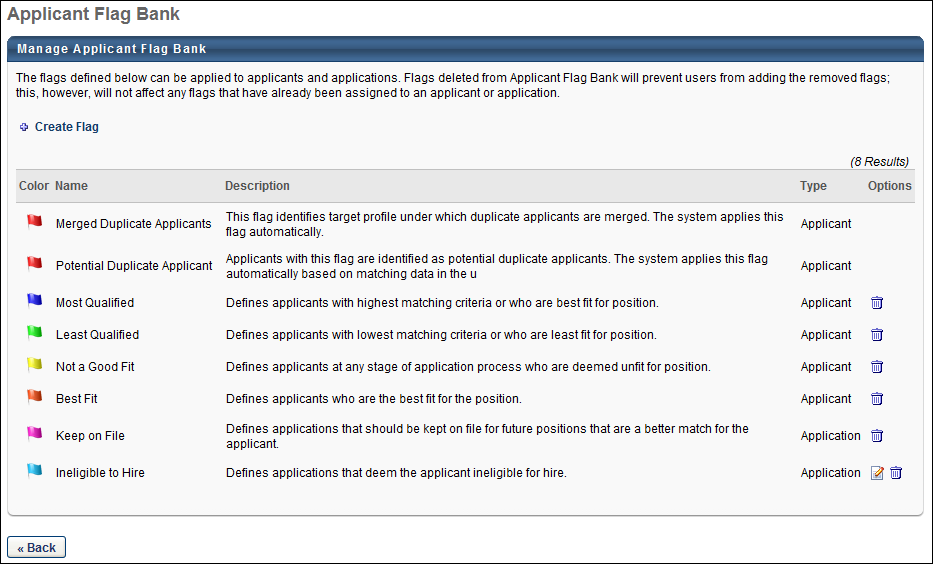 Applicant Flag Bank
Manage Applicant Flag Bank
The flags defined below can be applied to applicants and applications. Flags deleted from Applicant Flag Bank will prevent users from adding the removed flags;
this, however, will not affect any flags that have already been assigned to an applicant or application.
Create Flag
(8 Results)
Color Name Description Type Options
Merged Duplicate Applicants This flag identifies target profile under which duplicate applicants are merged. The system applies this Applicant
flag automatically.
Potential Duplicate Applicant Applicants with this flag are identified as potential duplicate applicants. The system applies this flag Applicant
automatically based on matching data in the u
Most Qualified Defines applicants with highest matching criteria or who are best fit for position. Applicant
Least Qualified Defines applicants with lowest matching criteria or who are least fit for position. Applicant
Not a Good Fit Defines applicants at any stage of application process who are deemed unfit for position. Applicant
Best Fit Defines applicants who are the best fit for the position. Applicant
Keep on File Defines applications that should be kept on file for future positions that are a better match for the Application
applicant.
Ineligible to Hire Defines applications that deem the applicant ineligible for hire. Application
« Back